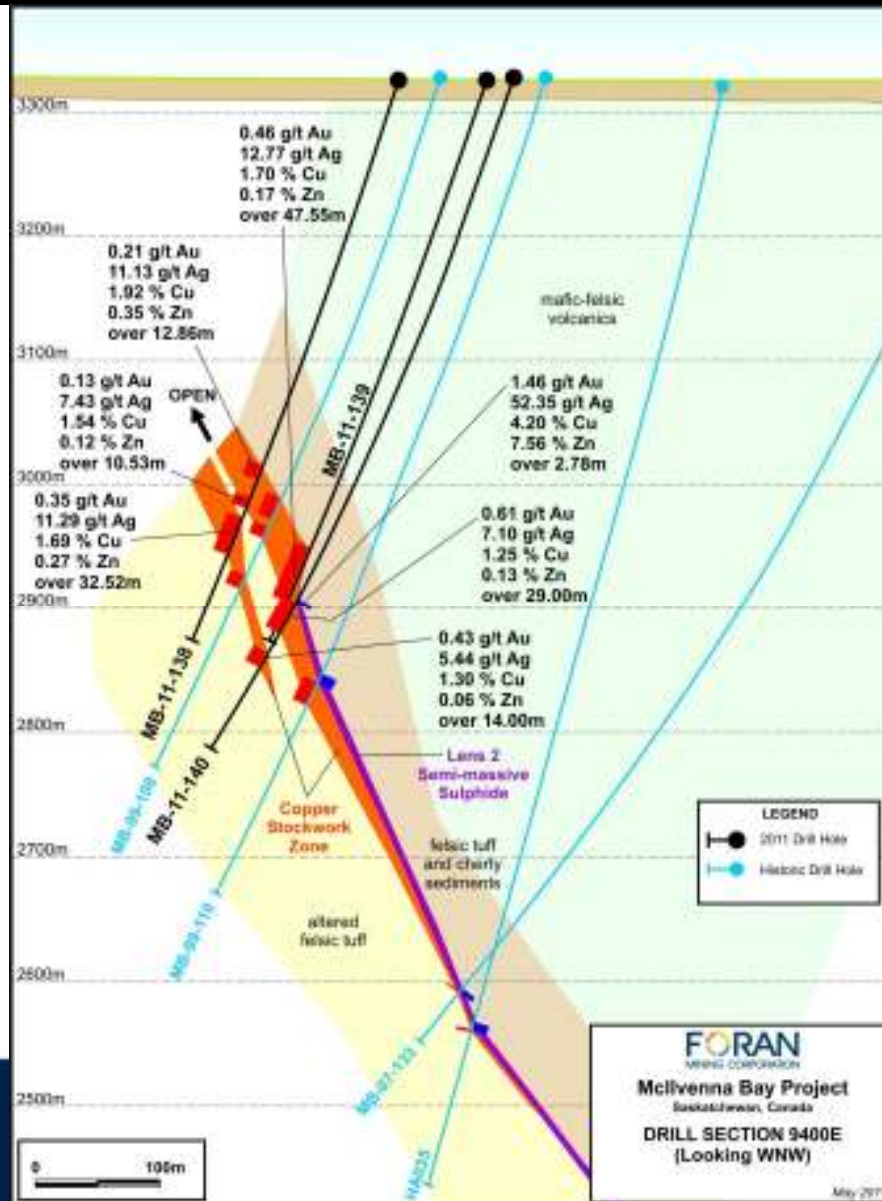 3300m
0.46 g/t Au
12.77 g/t Ag
1.70 % Cu
0.17 % Zn
over 47.55m
3200m
0.21 g/t Au
11.13 g/t Ag
1.92 % Cu
0.35 % Zn
over 12.86m
mafic-felsic
volcanics
3100m
0.13 g/t Au
7.43 g/t Ag
1.54 % Cu
0.12 % Zn
over 10.53m
OPEN
MB-11-139
1.46 g/t Au
52.35 g/t Ag
4.20 % Cu
7.56 % Zn
over 2.78m
3000m
0.35 g/t Au
11.29 g/t Ag
1.69 % Cu
0.27 % Zn
over 32.52m
0.61 g/t Au
7.10 g/t Ag
1.25 % Cu
0.13 % Zn
over 29.00m
2900m
0.43 g/t Au
5.44 g/t Ag
1.30 % Cu
0.06 % Zn
over 14.00m
MB-11-138
2800m
MB-11-140
Lens 2
Semi-massive
Sulphide
Copper
Stockwork
Zone
LEGEND
2011 Drill Hole
Historic Drill Hole
2700m
felsic tuff
and cherty
sediments
altered
felsic tuff
MB-99-110
2600m
FORAN
MINING CORPORATION
McIlvenna Bay Project
Saskatchewan, Canada
DRILL SECTION 9400E
(Looking WNW)
2500m
HA035
0 100m